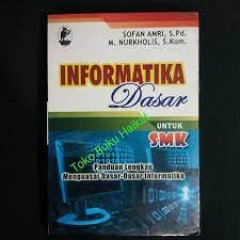 SOFAN AMRI, S.Pd.
M. NURKHOLIS, S.Kom.
INFORMATIKA
Dasar
UNTUK
SMK
Toko Buku Haikal
Panduan Lengkap
Menguasai Dasar-Dasar Informatika